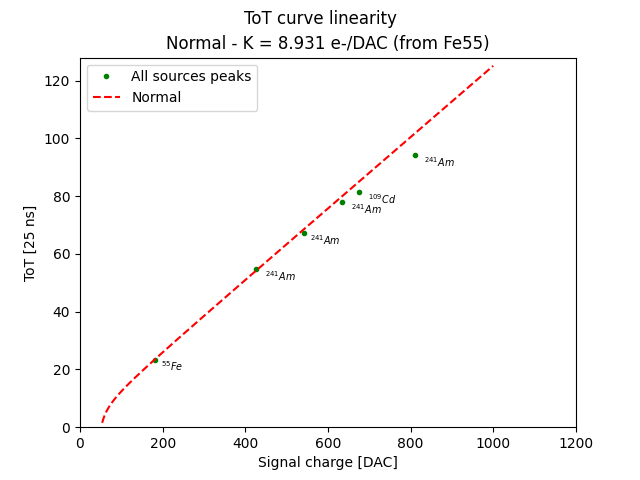 ToT curve linearity
Normal - K = 8.931 e-/DAC (from Fe55)
All sources peaks
Normal
120
100
80
60
40
20
0
ToT [25 ns]
²⁴¹Am
¹⁰⁹Cd
²⁴¹Am
²⁴¹Am
²⁴¹Am
⁵⁵Fe
0 200 400 600 800 1000 1200
Signal charge [DAC]